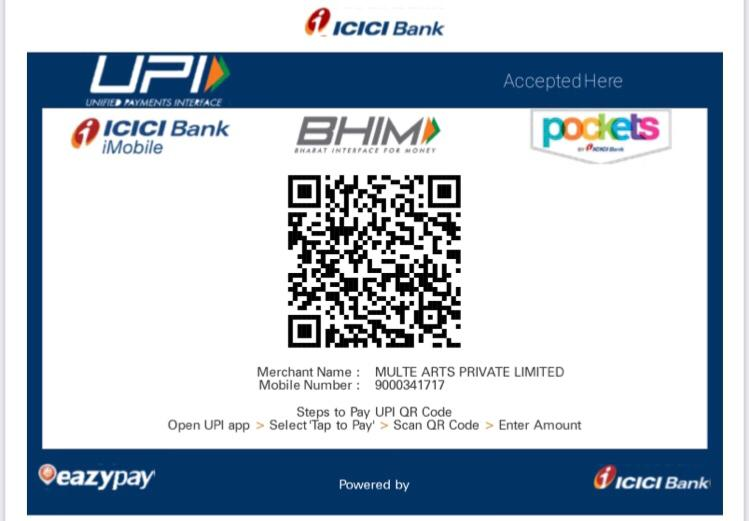 ICICI Bank
UPI
UNIFIED PAYMENTS INTERFACE
Accepted Here
ICICI Bank
iMobile
BHIM
BHARAT INTERFACE FOR MONEY
pockets
BY ICICI Bank
Merchant Name : MULTE ARTS PRIVATE LIMITED
Mobile Number : 9000341717
Steps to Pay UPI QR Code
Open UPI app > Select 'Tap to Pay' > Scan QR Code > Enter Amount
eazypay
Powered by
ICICI Bank